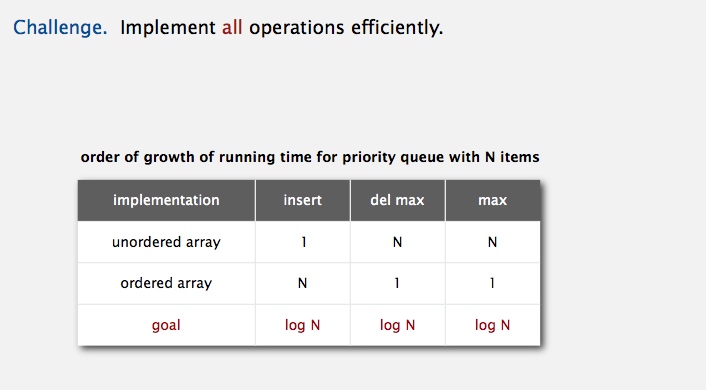 Challenge. Implement all operations efficiently.
order of growth of running time for priority queue with N items
implementation insert del max max
unordered array 1 N N
ordered array N 1 1
goal log N log N log N